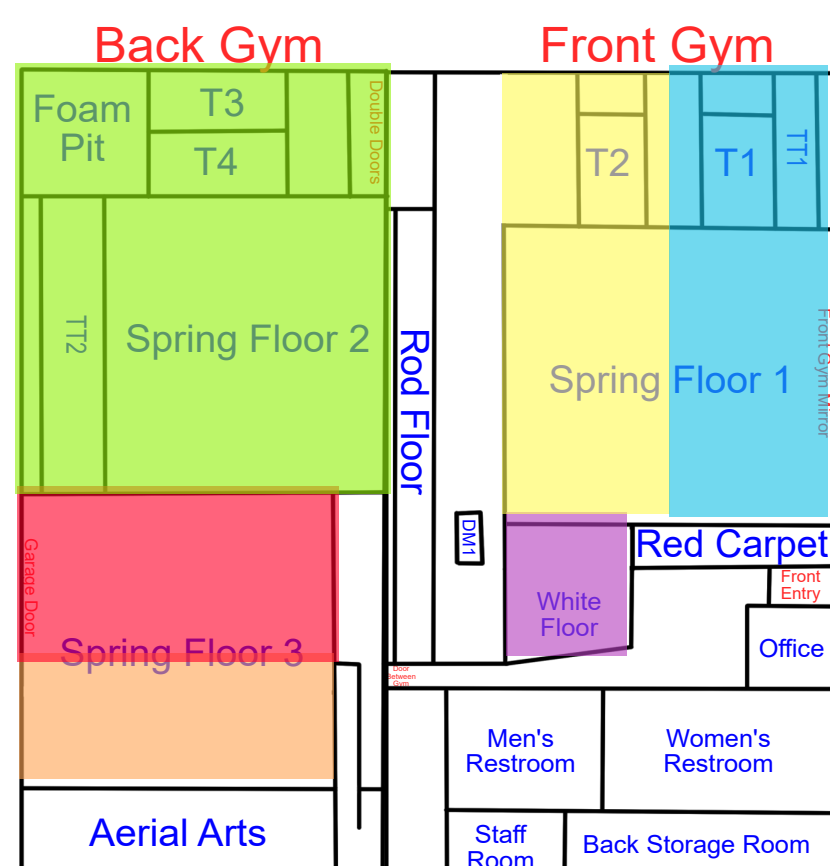 Back Gym
Front Gym
Foam
Pit
T3
T4
Double Doors
T2
T1
TT1
TT2
Spring Floor 2
Rod Floor
Spring Floor 1
Front Gym Mirror
DM1
Red Carpet
White
Floor
Front
Entry
Office
Garage Door
Spring Floor 3
Door
Between
Gym
Men's
Restroom
Women's
Restroom
Aerial Arts
Staff
Room
Back Storage Room